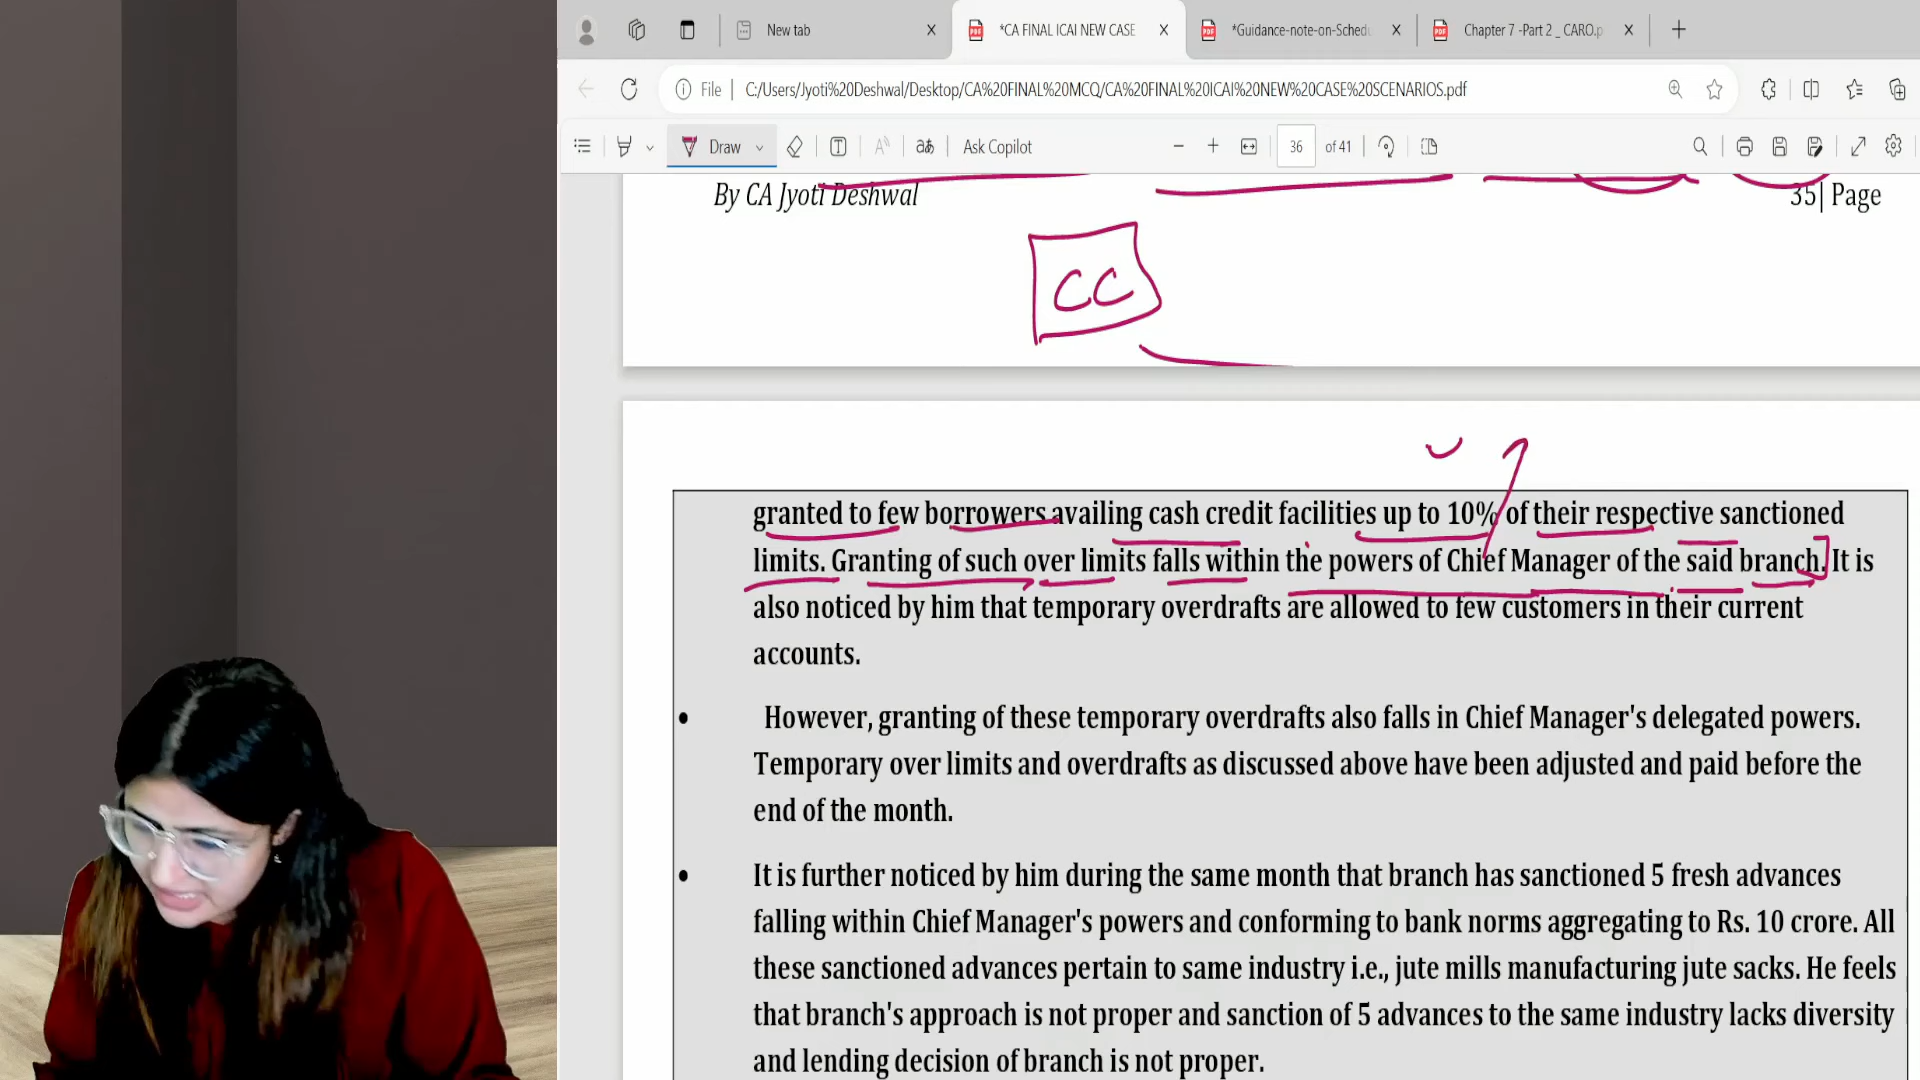 New tab
*CA FINAL ICAI NEW CASE
*Guidance-note-on-Schedu
Chapter 7 -Part 2 _ CARO.p
File
C:/Users/Jyoti%20Deshwal/Desktop/CA%20FINAL%20MCQ/CA%20FINAL%20ICAI%20NEW%20CASE%20SCENARIOS.pdf
Draw
Ask Copilot
36 of 41
By CA Jyoti Deshwal
35| Page
CC
granted to few borrowers availing cash credit facilities up to 10% of their respective sanctioned
limits. Granting of such over limits falls within the powers of Chief Manager of the said branch. It is
also noticed by him that temporary overdrafts are allowed to few customers in their current
accounts.
• However, granting of these temporary overdrafts also falls in Chief Manager's delegated powers.
Temporary over limits and overdrafts as discussed above have been adjusted and paid before the
end of the month.
• It is further noticed by him during the same month that branch has sanctioned 5 fresh advances
falling within Chief Manager's powers and conforming to bank norms aggregating to Rs. 10 crore. All
these sanctioned advances pertain to same industry i.e., jute mills manufacturing jute sacks. He feels
that branch's approach is not proper and sanction of 5 advances to the same industry lacks diversity
and lending decision of branch is not proper.